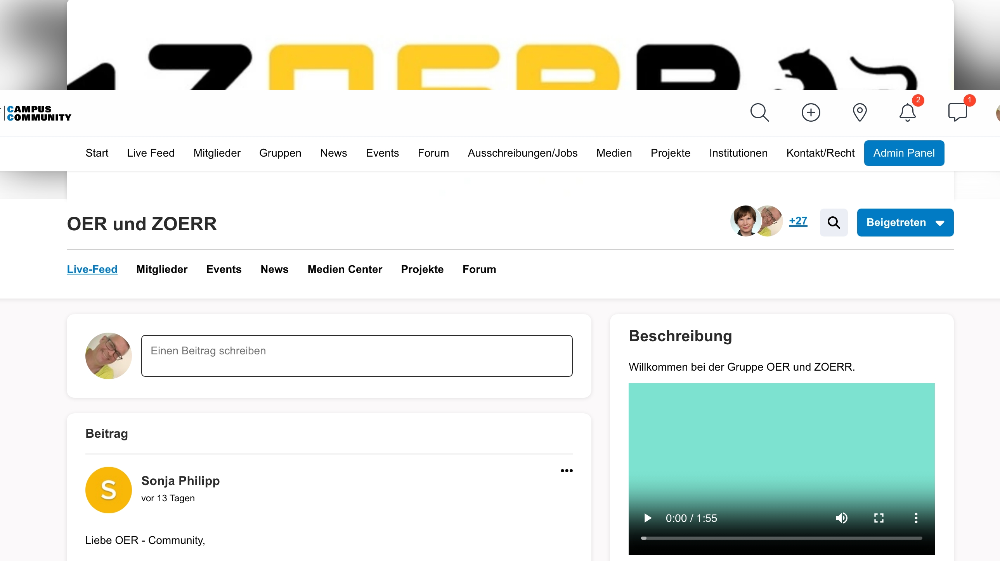 ZOERR
CAMPUS
COMMUNITY
2
1
Start Live Feed Mitglieder Gruppen News Events Forum Ausschreibungen/Jobs Medien Projekte Institutionen Kontakt/Recht Admin Panel
OER und ZOERR
+27
Beigetreten
Live-Feed Mitglieder Events News Medien Center Projekte Forum
Einen Beitrag schreiben
Beschreibung
Willkommen bei der Gruppe OER und ZOERR.
Beitrag
S
Sonja Philipp
vor 13 Tagen
0:00 / 1:55
Liebe OER - Community,